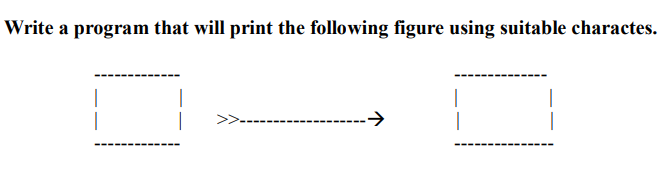 Write a program that will print the following figure using suitable charactes.
------------- --------------
| | | |
| | >>-------------------→ | |
------------- ---------------